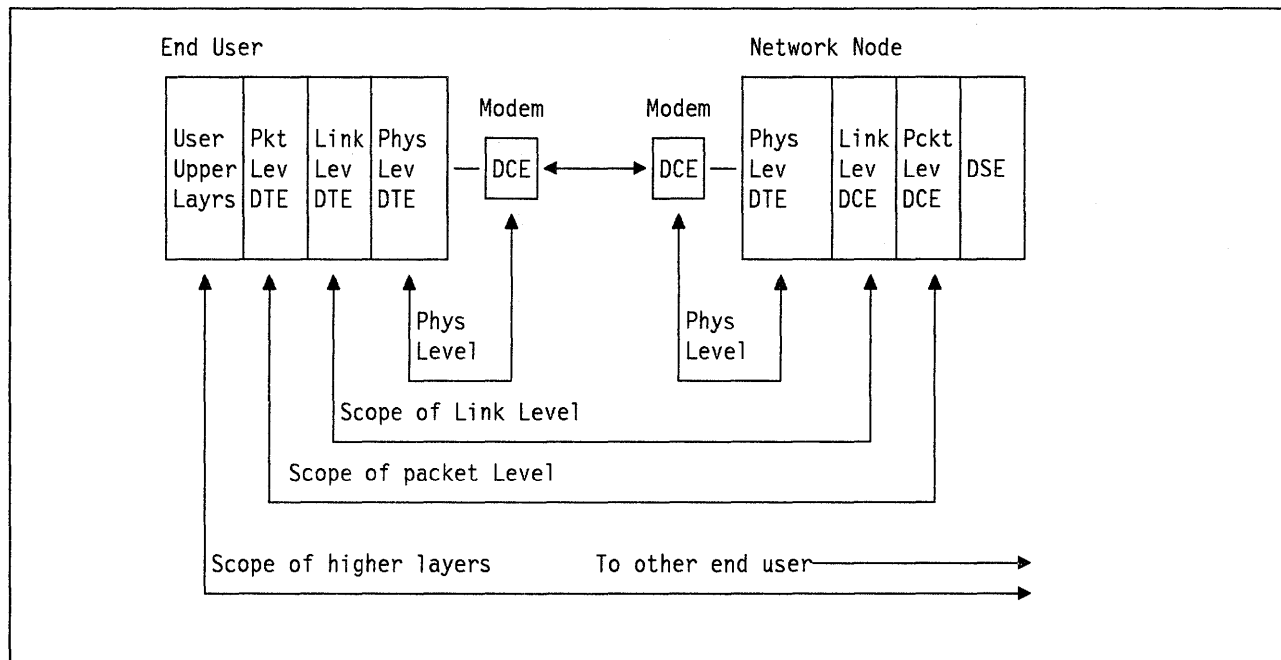 End User
Network Node
Modem
Modem
User Upper Layrs
Pkt Lev DTE
Link Lev DTE
Phys Lev DTE
DCE
DCE
Phys Lev DTE
Link Lev DCE
Pckt Lev DCE
DSE
Phys Level
Phys Level
Scope of Link Level
Scope of packet Level
Scope of higher layers
To other end user